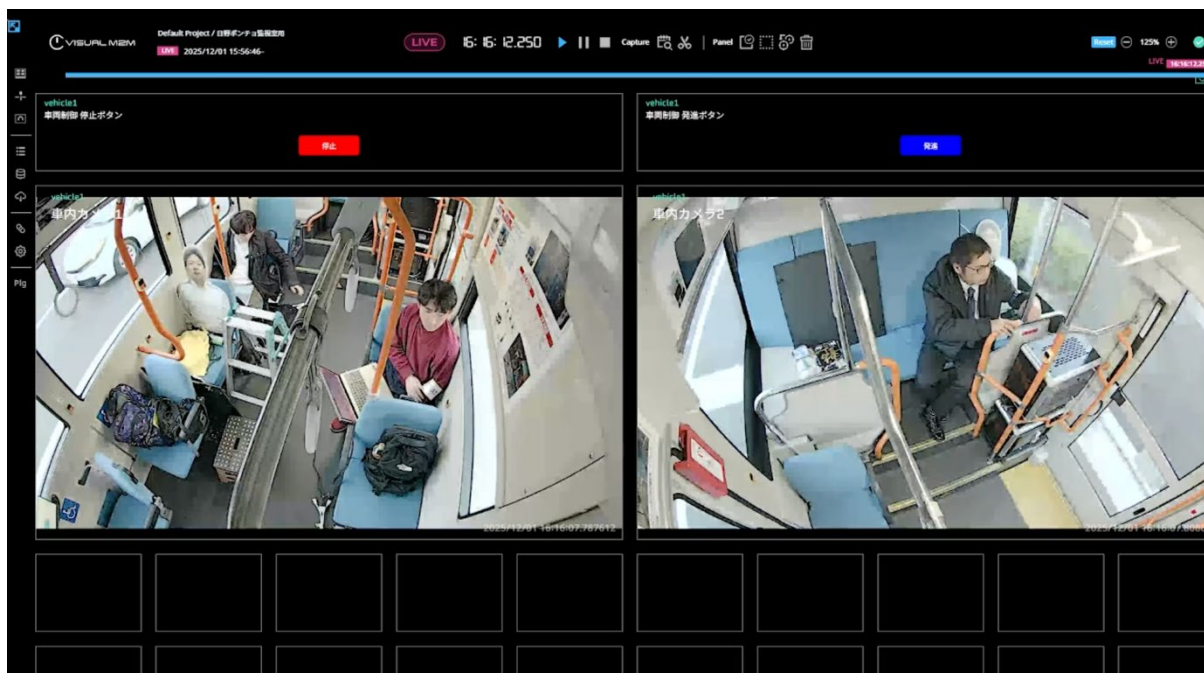 VISUAL M2M
Default Project / 日野ポンチョ監視室用
LIVE 2025/12/01 15:56:46-
LIVE
16:16:12.250
Capture
Panel
Reset
125%
LIVE
vehicle1
車両制御 停止ボタン
停止
vehicle1
車両制御 発進ボタン
発進
vehicle1
車内カメラ1
2025/12/01 16:16:07.787612
vehicle1
車内カメラ2
2025/12/01
Plg